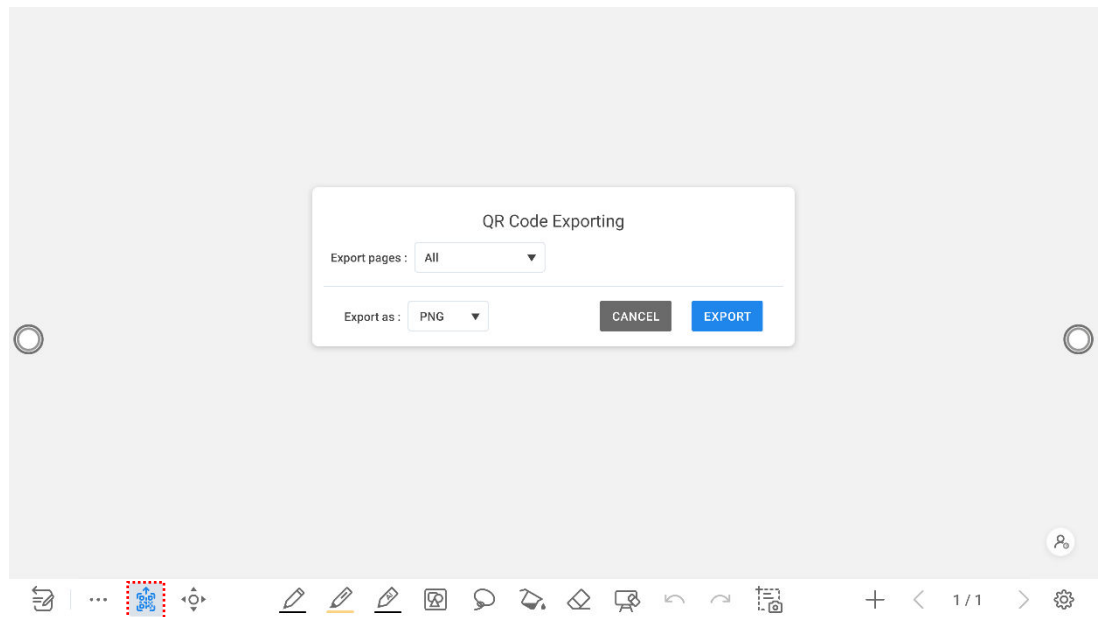 QR Code Exporting
Export pages : All
Export as : PNG CANCEL EXPORT
1 / 1